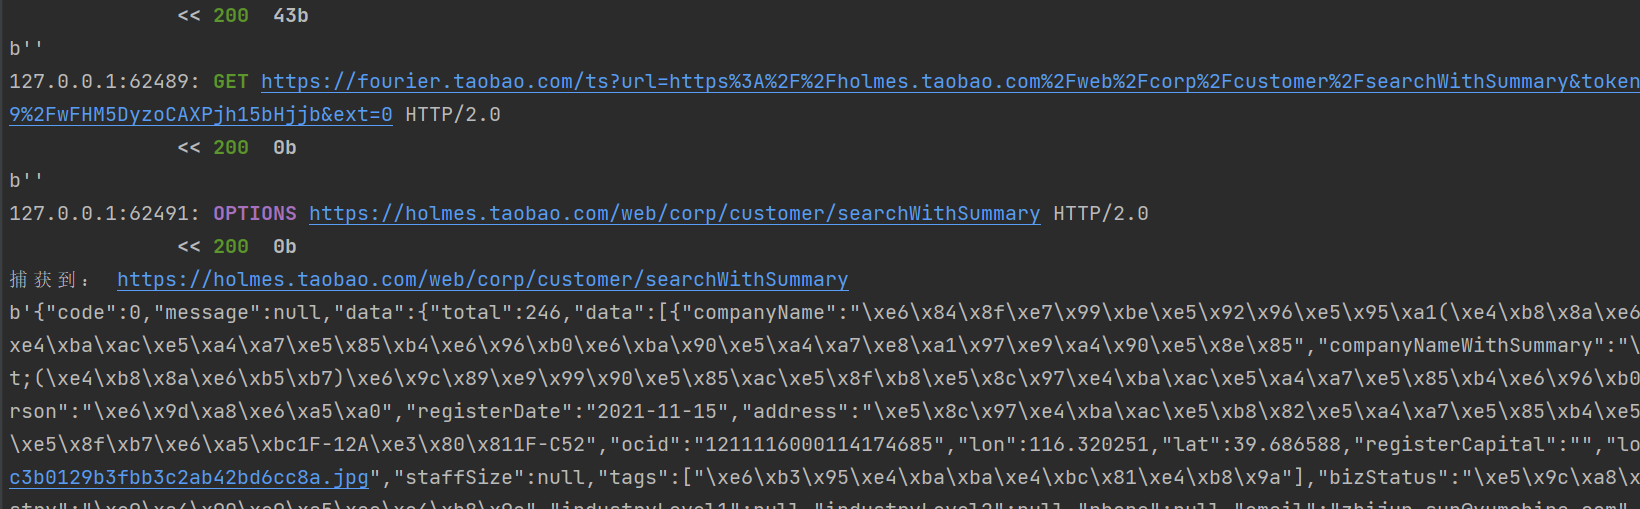 << 200 43b
b''
127.0.0.1:62489: GET https://fourier.taobao.com/ts?url=https%3A%2F%2Fholmes.taobao.com%2Fweb%2Fcorp%2Fcustomer%2FsearchWithSummary&token
9%2FwFHM5DyzoCAXPjh15bHjjb&ext=0 HTTP/2.0
<< 200 0b
b''
127.0.0.1:62491: OPTIONS https://holmes.taobao.com/web/corp/customer/searchWithSummary HTTP/2.0
<< 200 0b
捕获到： https://holmes.taobao.com/web/corp/customer/searchWithSummary
b'{"code":0,"message":null,"data":{"total":246,"data":[{"companyName":"\xe6\x84\x8f\xe7\x99\xbe\xe5\x92\x96\xe5\x95\xa1(\xe4\xb8\x8a\xe6
xe4\xba\xac\xe5\xa4\xa7\xe5\x85\xb4\xe6\x96\xb0\xe6\xba\x90\xe5\xa4\xa7\xe8\xa1\x97\xe9\xa4\x90\xe5\x8e\x85","companyNameWithSummary":"\
t;(\xe4\xb8\x8a\xe6\xb5\xb7)\xe6\x9c\x89\xe9\x99\x90\xe5\x85\xac\xe5\x8f\xb8\xe5\x8c\x97\xe4\xba\xac\xe5\xa4\xa7\xe5\x85\xb4\xe6\x96\xb0
rson":"\xe6\x9d\xa8\xe6\xa5\xa0","registerDate":"2021-11-15","address":"\xe5\x8c\x97\xe4\xba\xac\xe5\xb8\x82\xe5\xa4\xa7\xe5\x85\xb4\xe5
\xe5\x8f\xb7\xe6\xa5\xbc1F-12A\xe3\x80\x811F-C52","ocid":"1211116000114174685","lon":116.320251,"lat":39.686588,"registerCapital":"","lo
c3b0129b3fbb3c2ab42bd6cc8a.jpg","staffSize":null,"tags":["\xe6\xb3\x95\xe4\xba\xba\xe4\xbc\x81\xe4\xb8\x9a"],"bizStatus":"\xe5\x9c\xa8\x